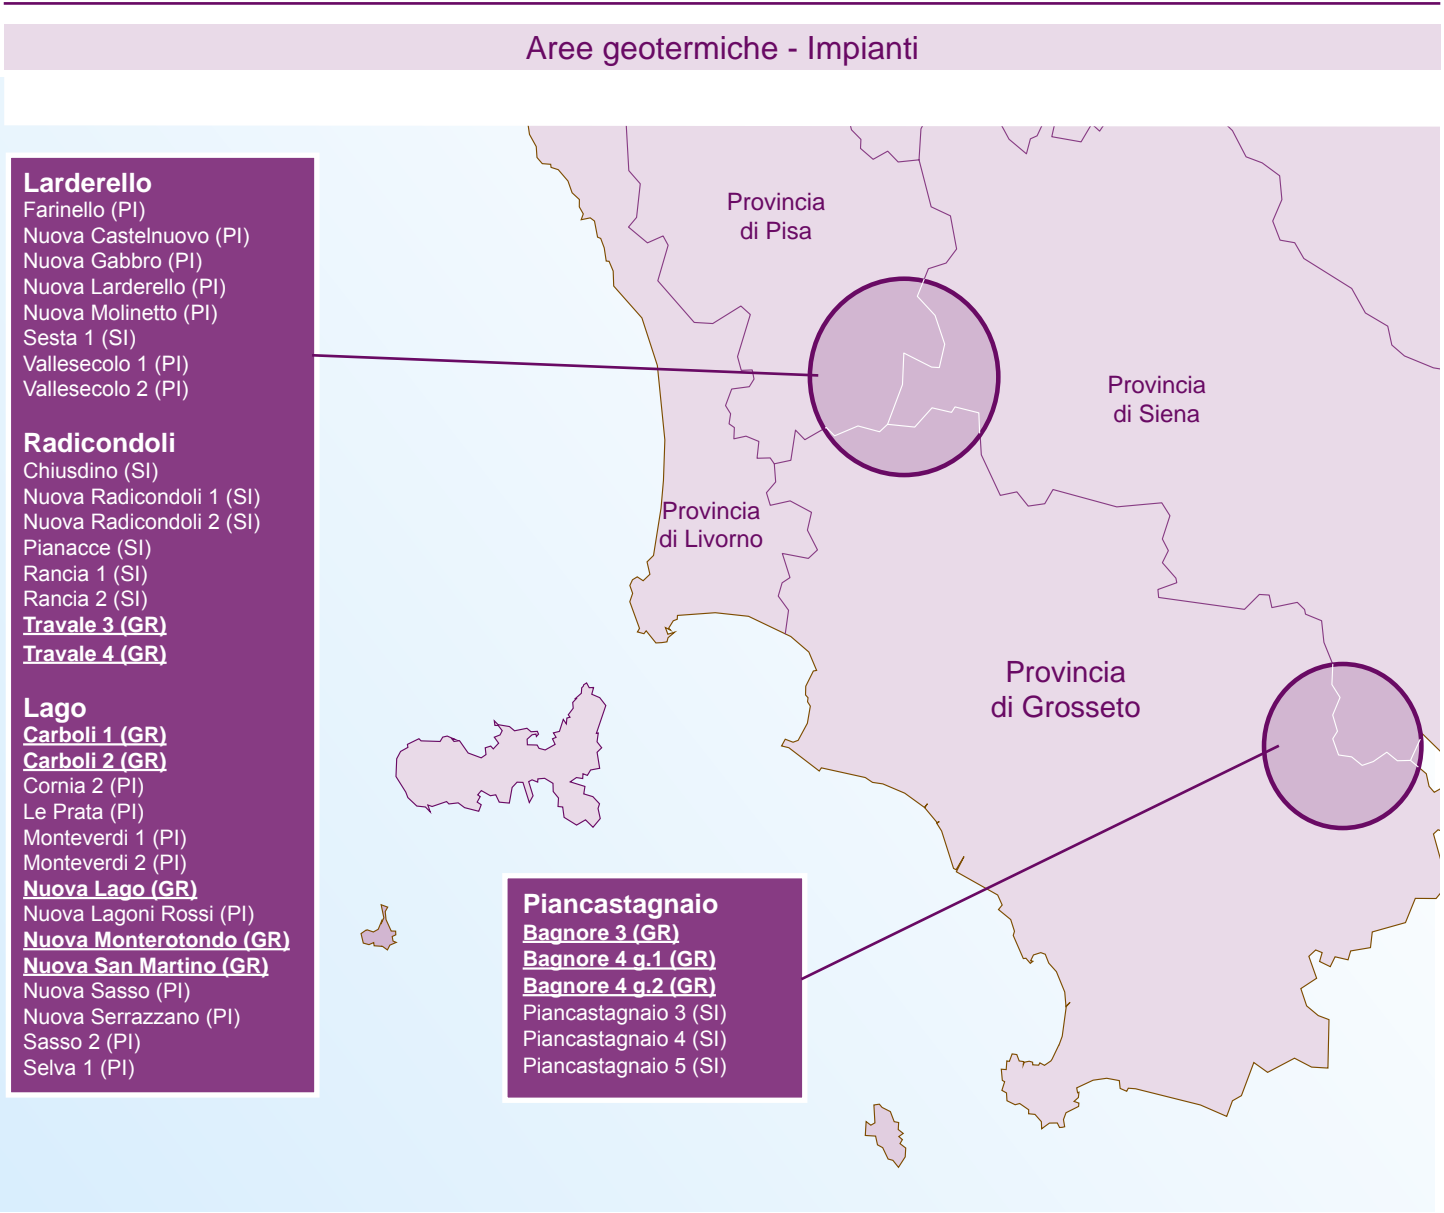 Aree geotermiche - Impianti
Larderello
Farinello (PI)
Nuova Castelnuovo (PI)
Nuova Gabbro (PI)
Nuova Larderello (PI)
Nuova Molinetto (PI)
Sesta 1 (SI)
Vallesecolo 1 (PI)
Vallesecolo 2 (PI)
Radicondoli
Chiusdino (SI)
Nuova Radicondoli 1 (SI)
Nuova Radicondoli 2 (SI)
Pianacce (SI)
Rancia 1 (SI)
Rancia 2 (SI)
Travale 3 (GR)
Travale 4 (GR)
Lago
Carboli 1 (GR)
Carboli 2 (GR)
Cornia 2 (PI)
Le Prata (PI)
Monteverdi 1 (PI)
Monteverdi 2 (PI)
Nuova Lago (GR)
Nuova Lagoni Rossi (PI)
Nuova Monterotondo (GR)
Nuova San Martino (GR)
Nuova Sasso (PI)
Nuova Serrazzano (PI)
Sasso 2 (PI)
Selva 1 (PI)
Provincia
di Pisa
Provincia
di Siena
Provincia
di Livorno
Provincia
di Grosseto
Piancastagnaio
Bagnore 3 (GR)
Bagnore 4 g.1 (GR)
Bagnore 4 g.2 (GR)
Piancastagnaio 3 (SI)
Piancastagnaio 4 (SI)
Piancastagnaio 5 (SI)